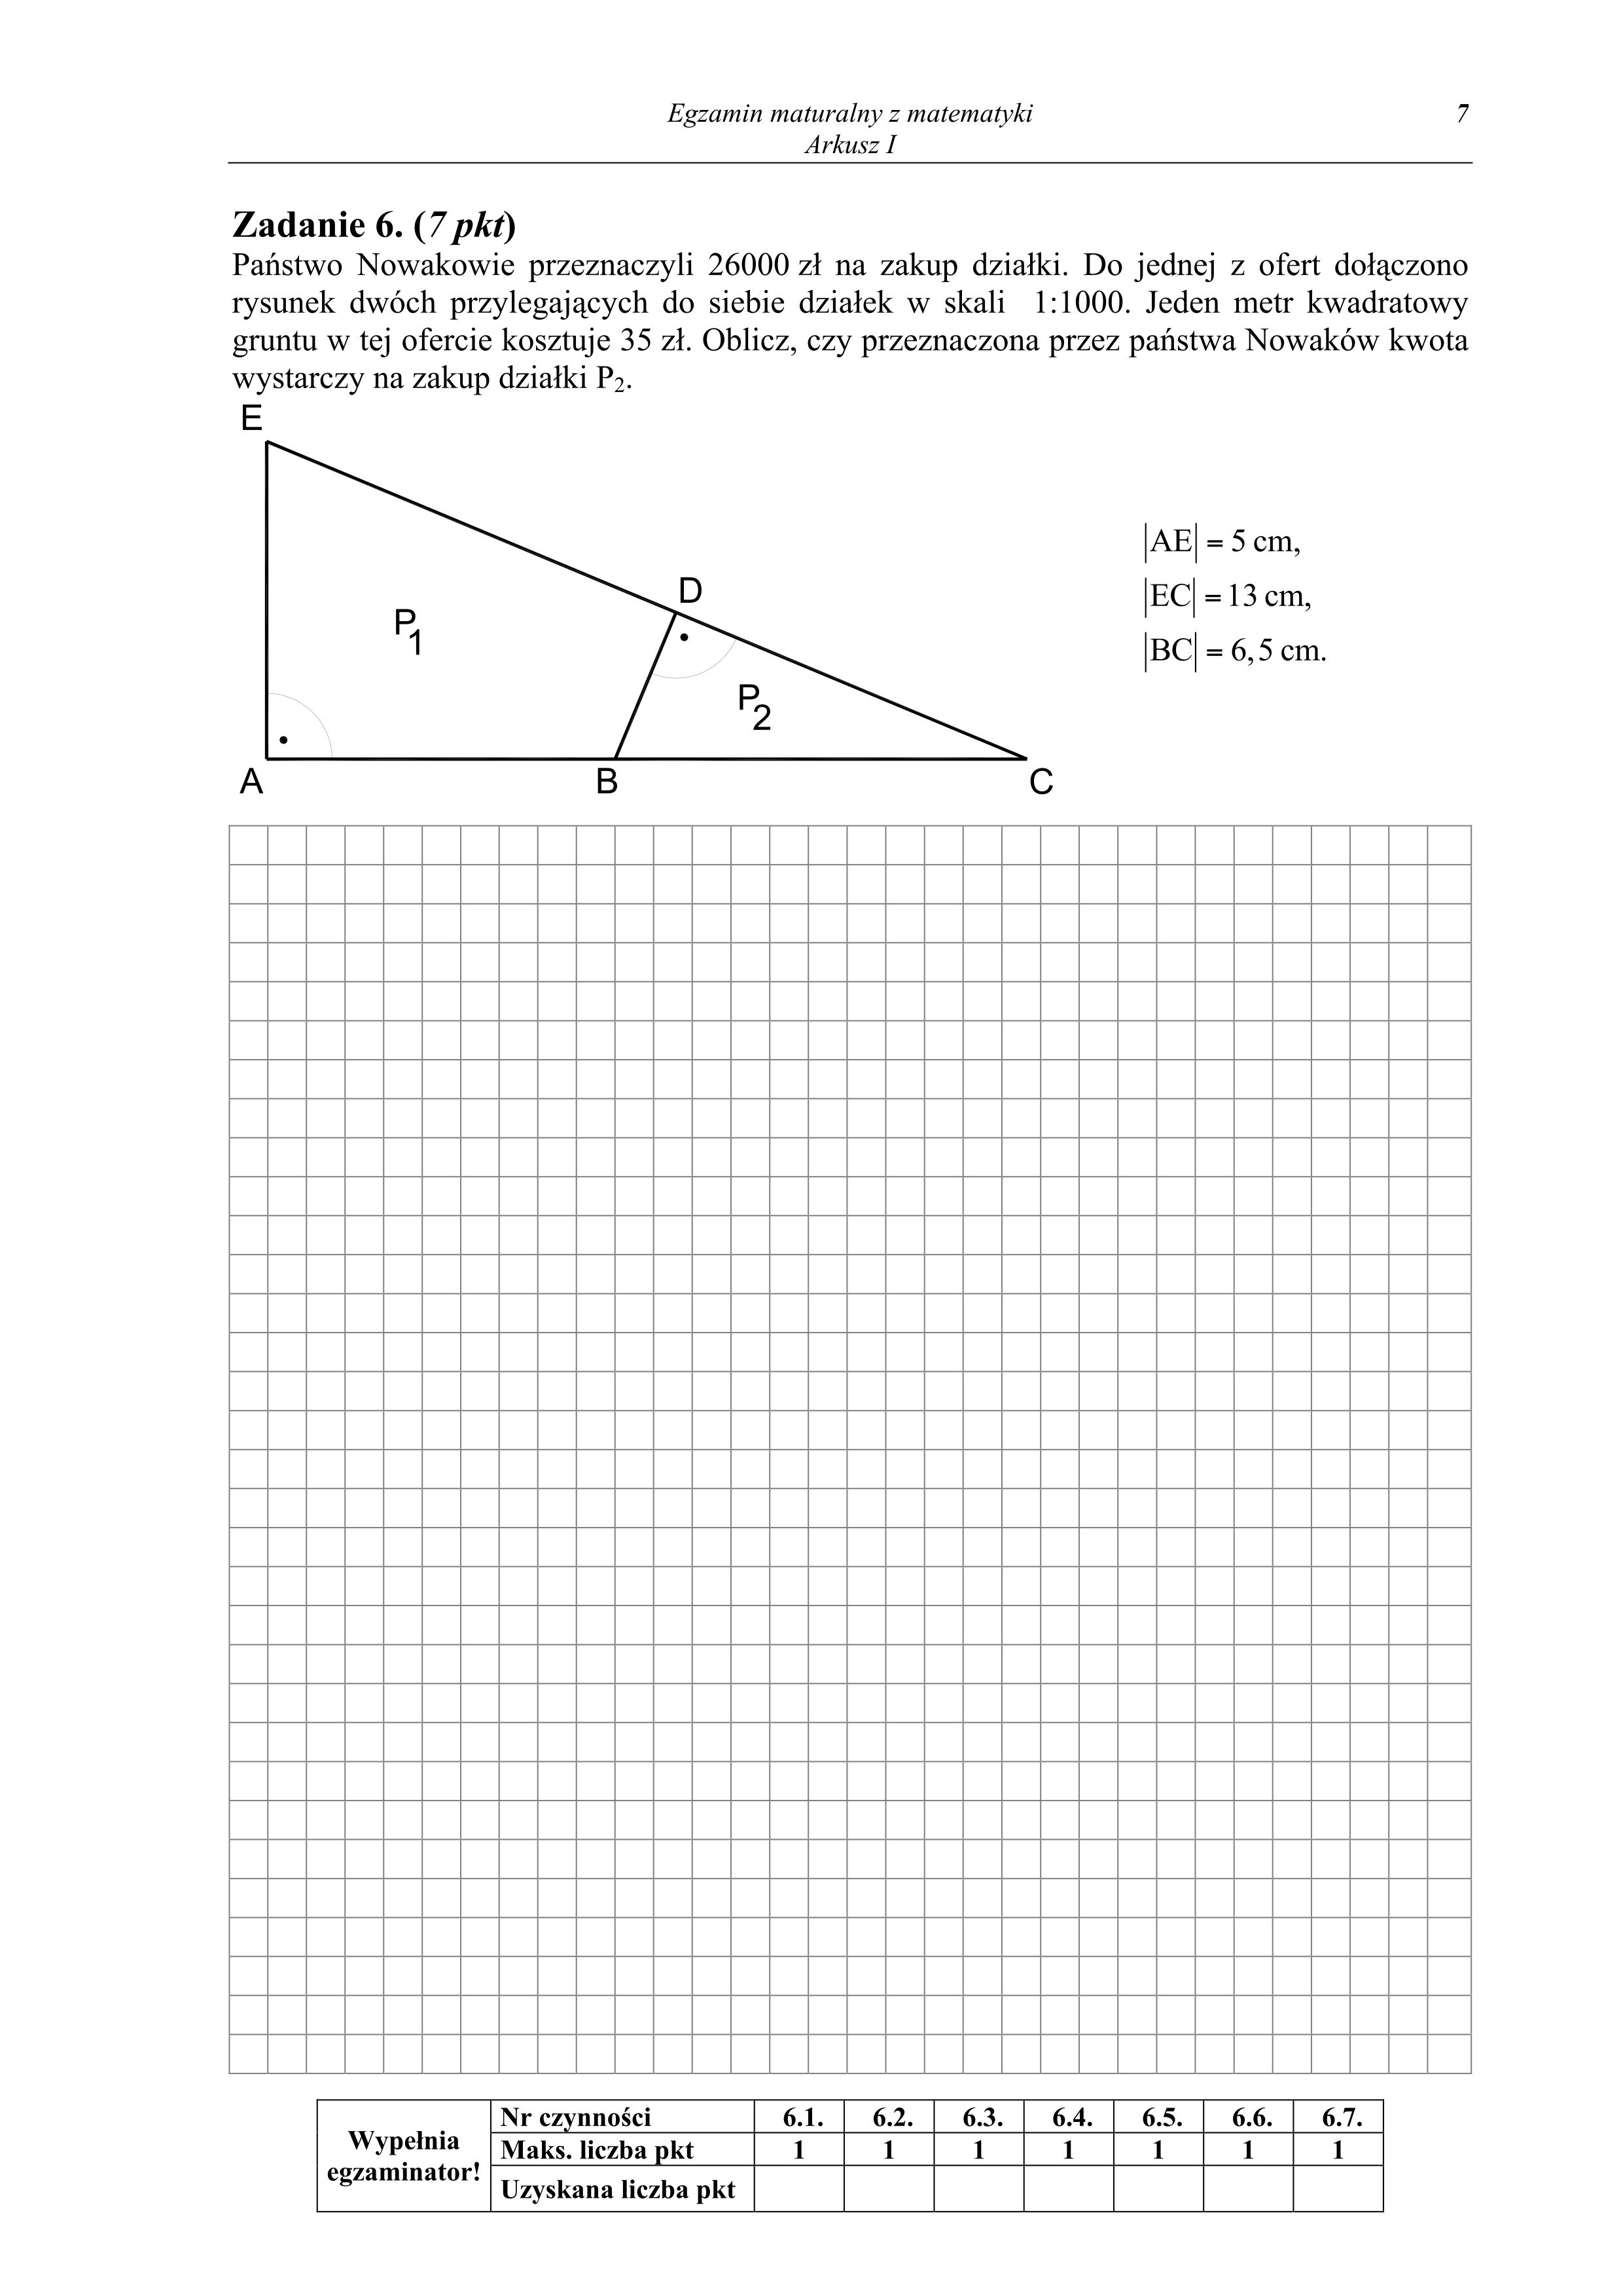 Egzamin maturalny z matematyki 7
Arkusz I
Zadanie 6. (7 pkt)
Państwo Nowakowie przeznaczyli 26000 zł na zakup działki. Do jednej z ofert dołączono
rysunek dwóch przylegających do siebie działek w skali 1:1000. Jeden metr kwadratowy
gruntu w tej ofercie kosztuje 35 zł. Oblicz, czy przeznaczona przez państwa Nowaków kwota
wystarczy na zakup działki P₂.
E
|AE| = 5 cm,
D
|EC| = 13 cm,
P₁
|BC| = 6,5 cm.
P₂
A B C
Wypełnia egzaminator!
Nr czynności 6.1. 6.2. 6.3. 6.4. 6.5. 6.6. 6.7.
Maks. liczba pkt 1 1 1 1 1 1 1
Uzyskana liczba pkt